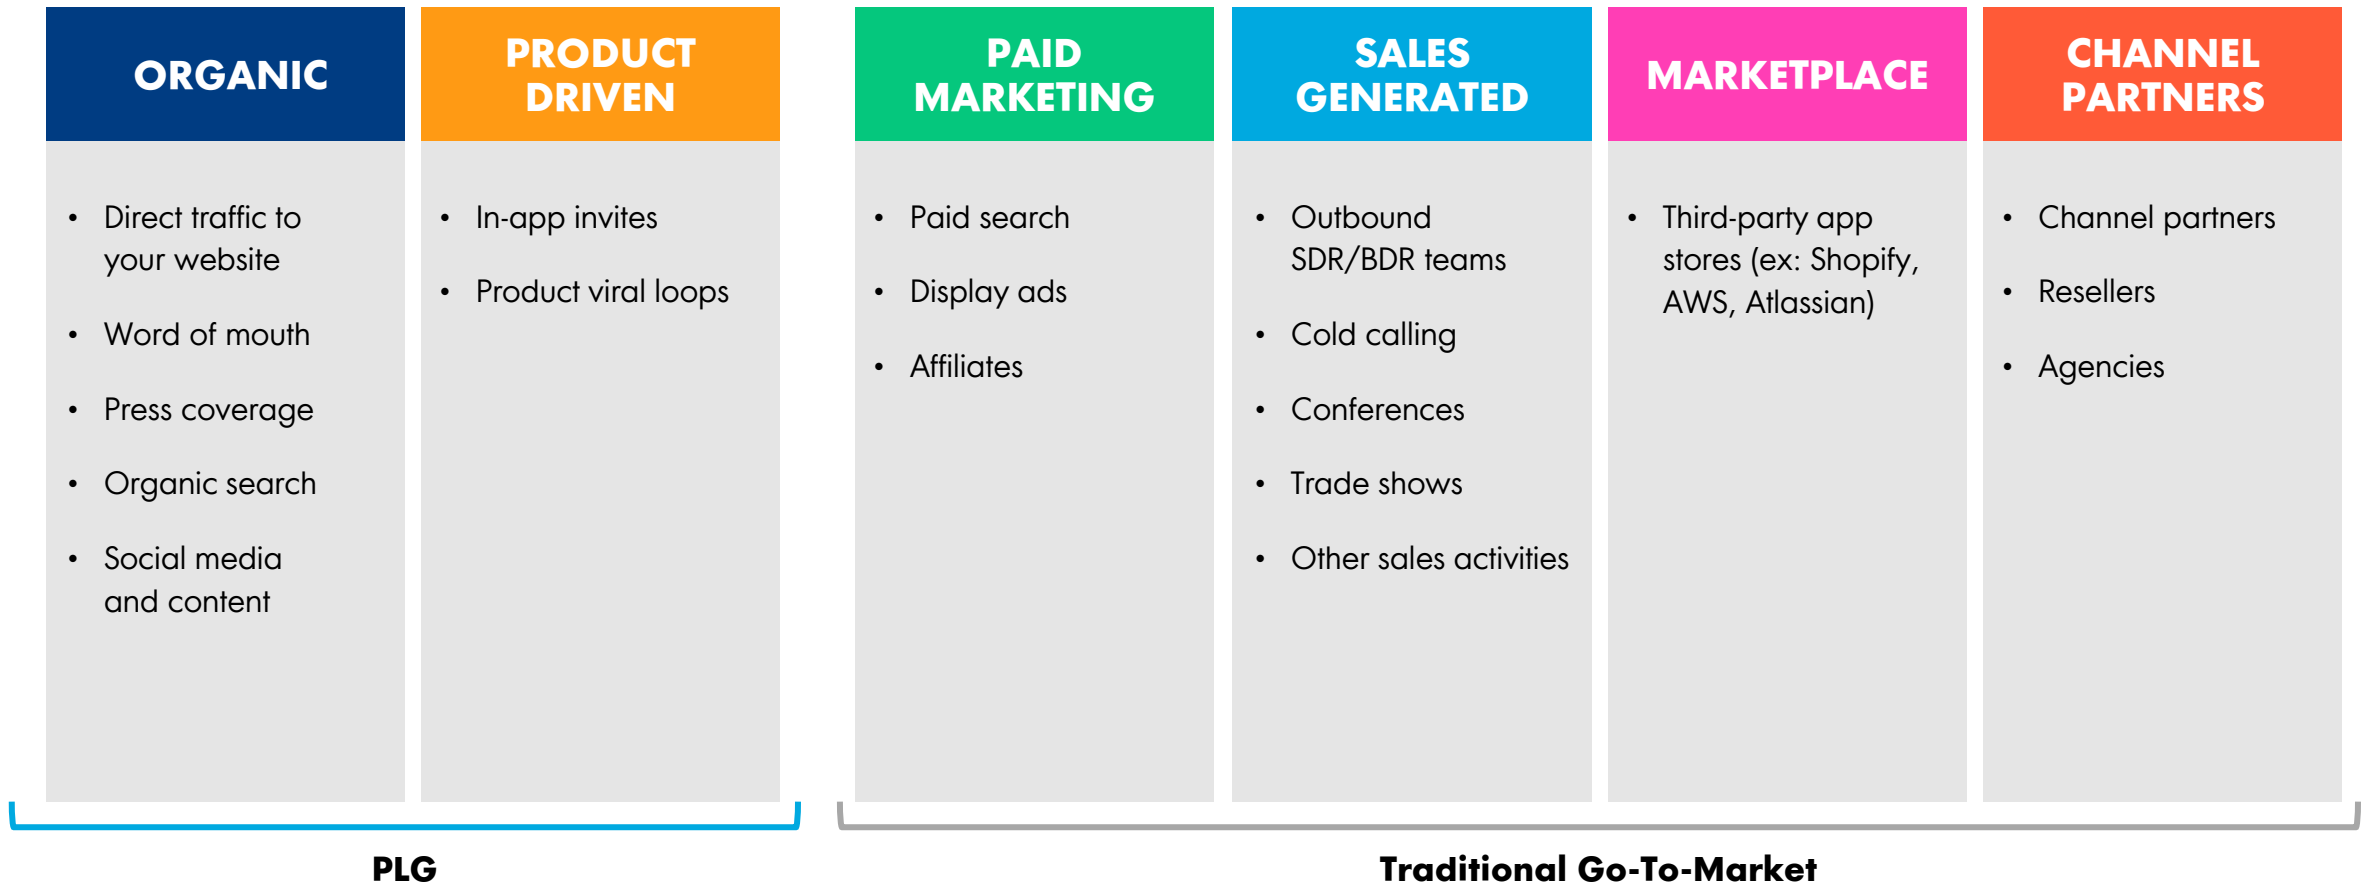 ORGANIC
• Direct traffic to
your website
• Word of mouth
• Press coverage
• Organic search
• Social media
and content
PRODUCT
DRIVEN
• In-app invites
• Product viral loops
PLG
PAID
MARKETING
• Paid search
• Display ads
• Affiliates
SALES
GENERATED
• Outbound
SDR/BDR teams
• Cold calling
• Conferences
• Trade shows
• Other sales activities
MARKETPLACE
• Third-party app
stores (ex: Shopify,
AWS, Atlassian)
CHANNEL
PARTNERS
• Channel partners
• Resellers
• Agencies
Traditional Go-To-Market